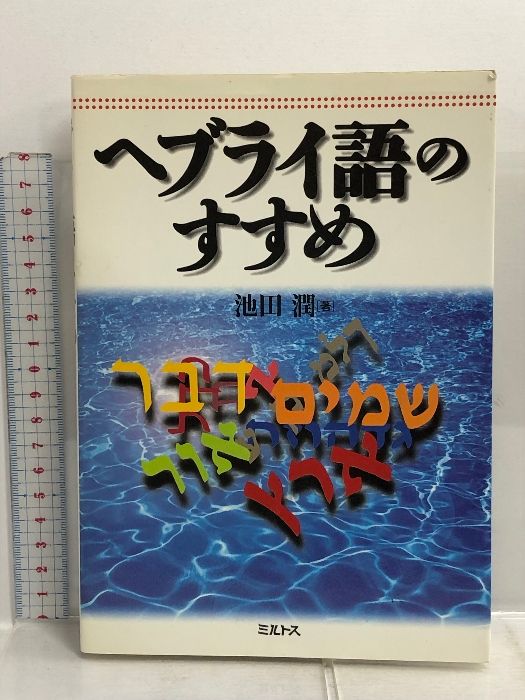 ヘブライ語の
すすめ
池田 潤[著]
דבר
שמים
אור
ארץ
ミルトス